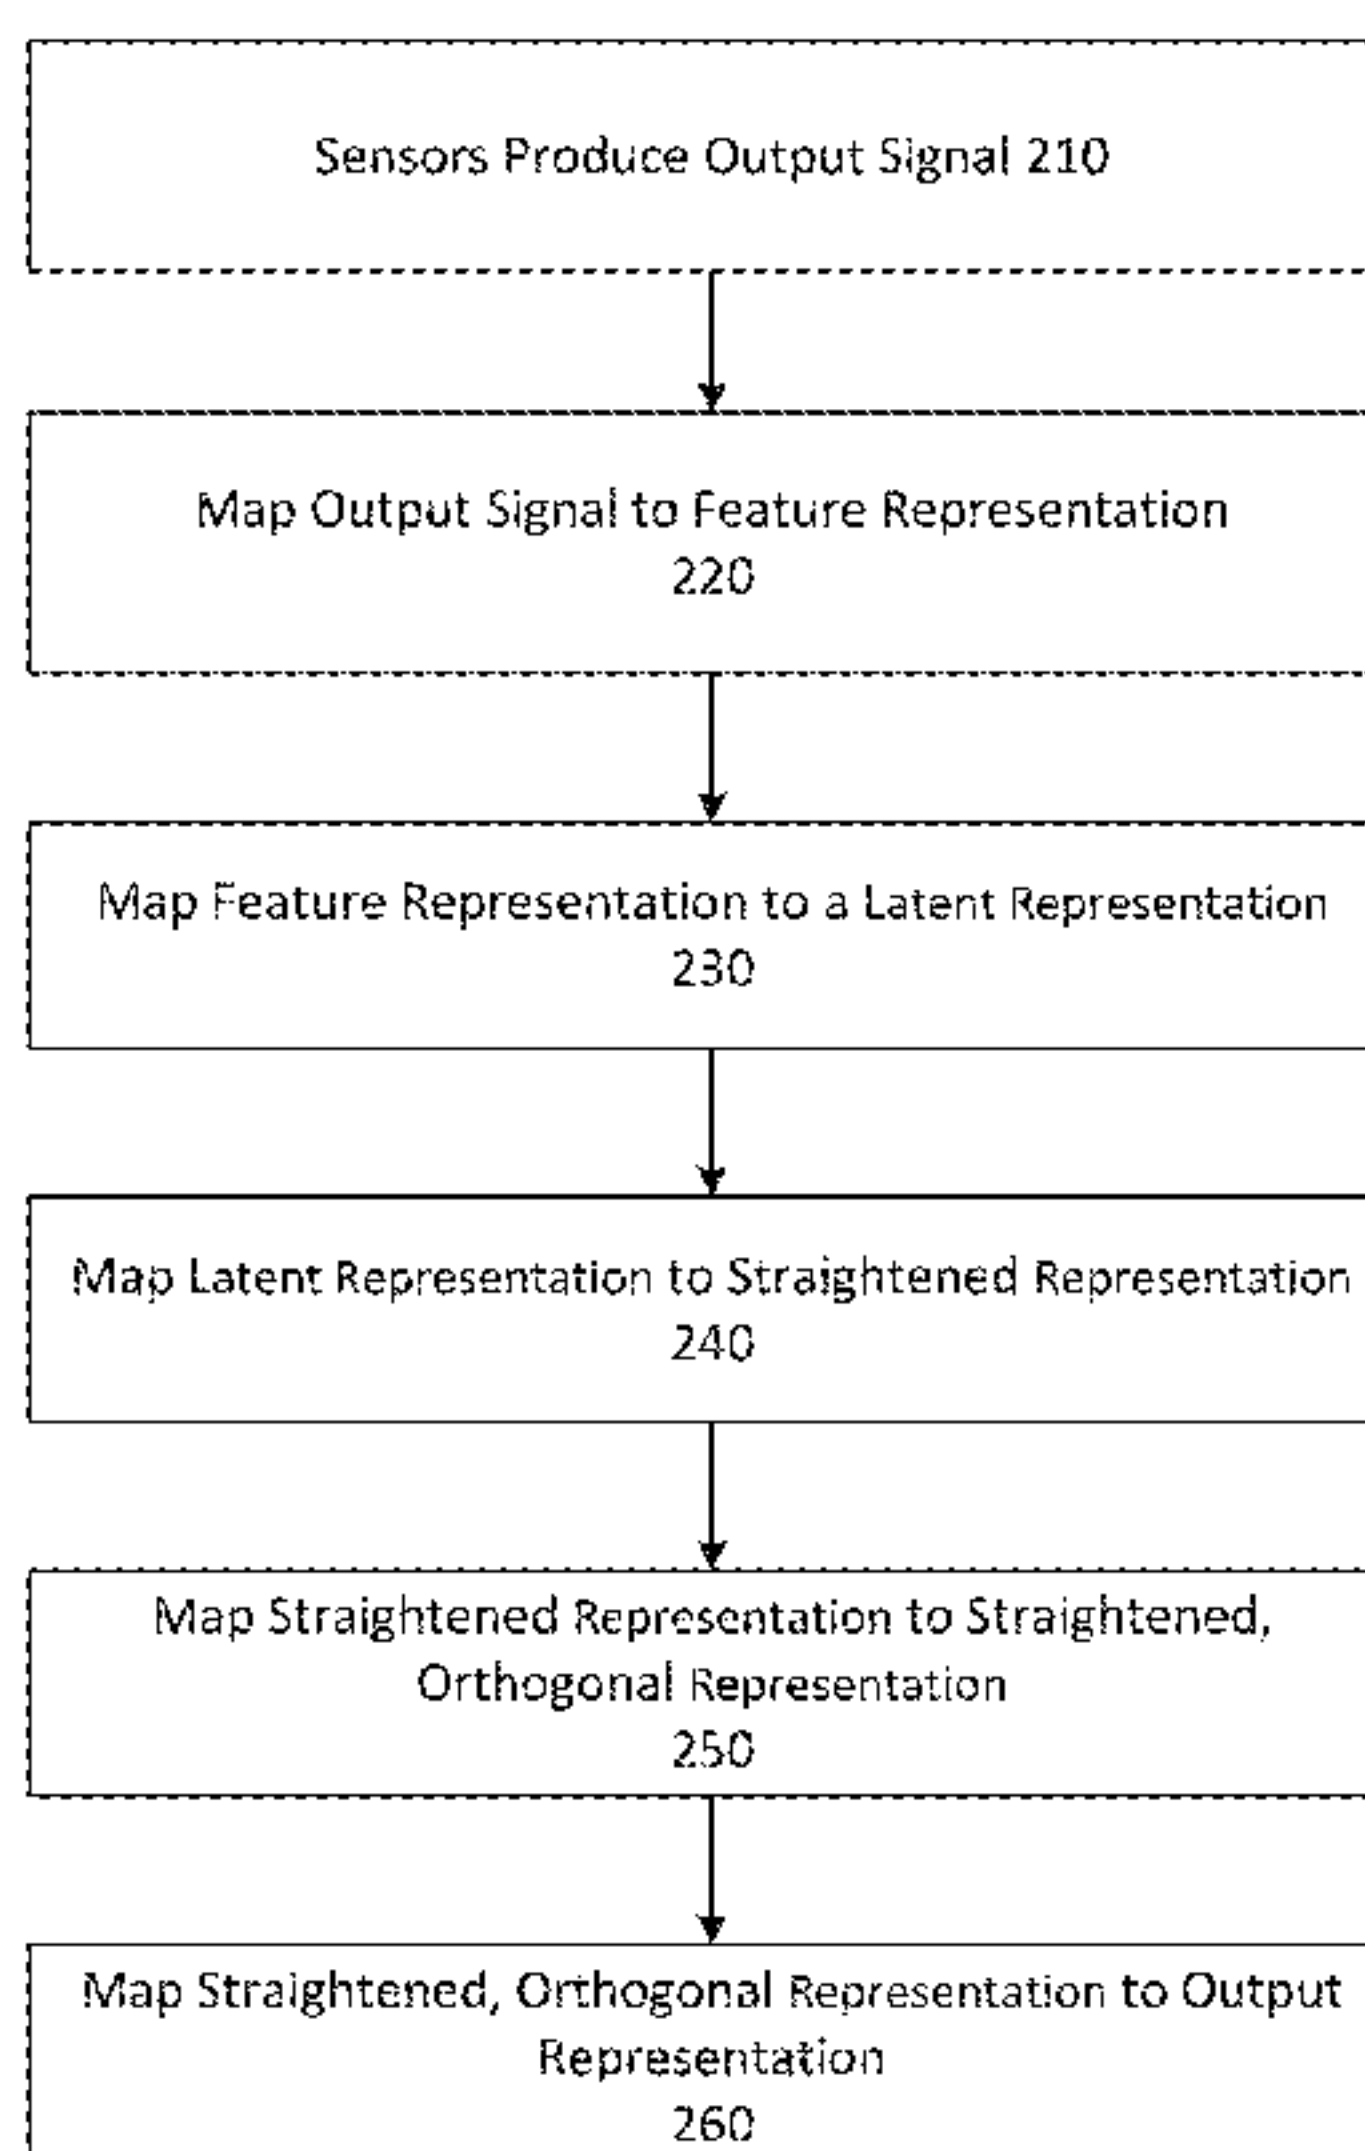 Sensors Produce Output Signal 210
Map Output Signal to Feature Representation
220
Map Feature Representation to a Latent Representation
230
Map Latent Representation to Straightened Representation
240
Map Straightened Representation to Straightened,
Orthogonal Representation
250
Map Straightened, Orthogonal Representation to Output
Representation
260